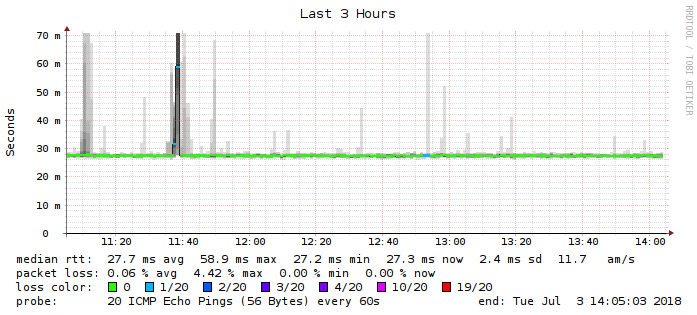 Last 3 Hours
RRDTOOL / TOBI OETIKER
Seconds
70 m
60 m
50 m
40 m
30 m
20 m
10 m
0
11:20 11:40 12:00 12:20 12:40 13:00 13:20 13:40 14:00
median rtt: 27.7 ms avg 58.9 ms max 27.2 ms min 27.3 ms now 2.4 ms sd 11.7 am/s
packet loss: 0.06 % avg 4.42 % max 0.00 % min 0.00 % now
loss color: 0 1/20 2/20 3/20 4/20 10/20 19/20
probe: 20 ICMP Echo Pings (56 Bytes) every 60s end: Tue Jul 3 14:05:03 2018